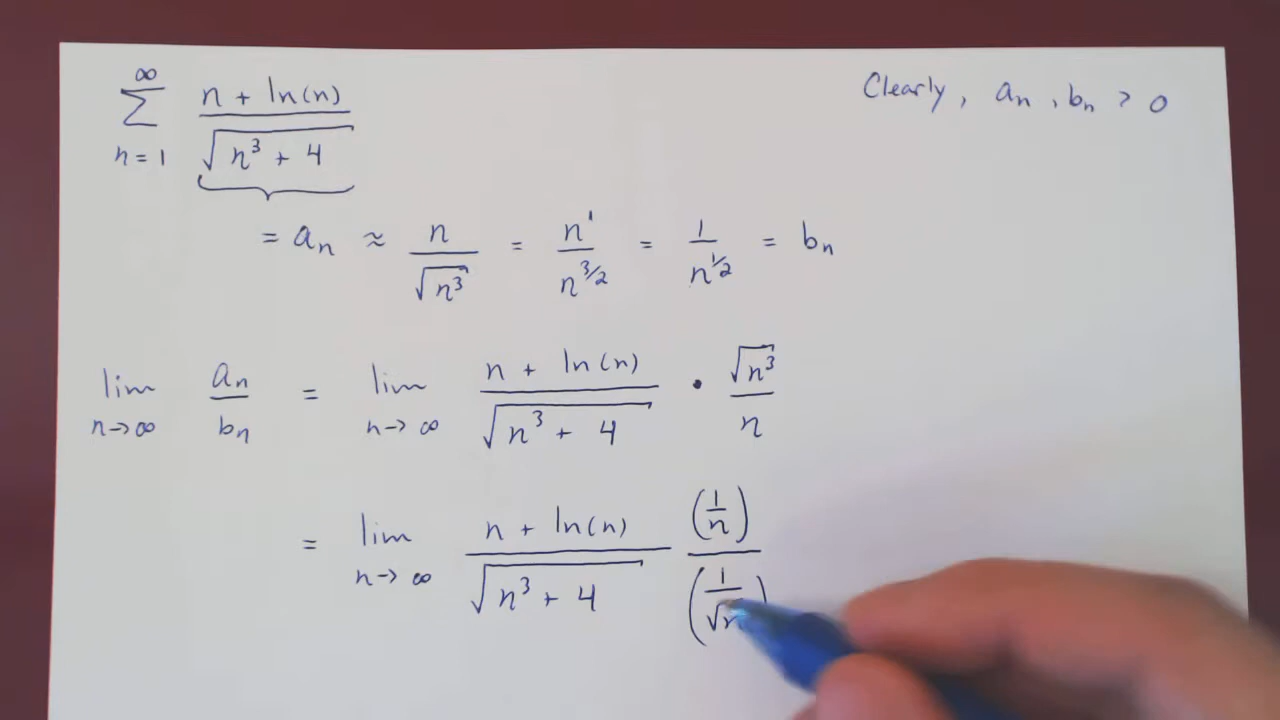 ∞
∑ n + ln(n) / √(n³ + 4)
n = 1
Clearly, aₙ, bₙ > 0
= aₙ ≈ n / √(n³) = n¹ / n^(3/2) = 1 / n^(1/2) = bₙ
lim n→∞ aₙ / bₙ = lim n→∞ n + ln(n) / √(n³ + 4) • √(n³) / n
= lim n→∞ n + ln(n) / √(n³ + 4) (1/n) / (1/√n)